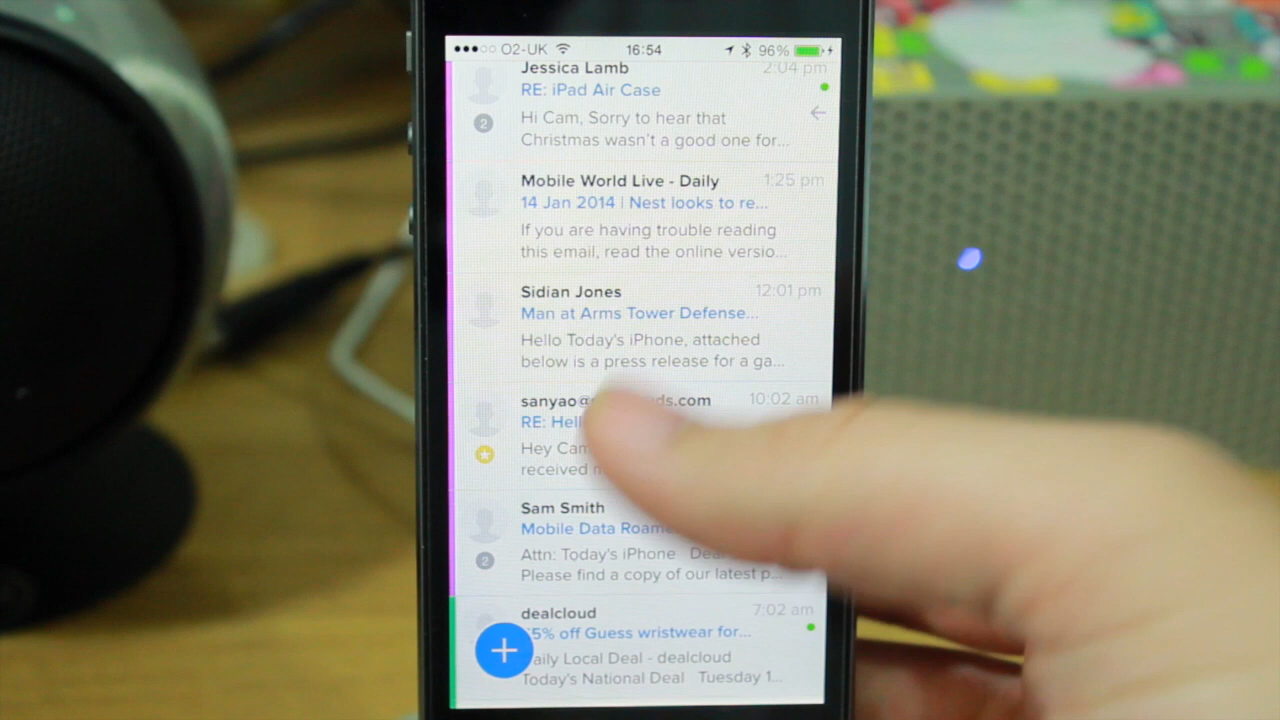 O2-UK 16:54 96%
Jessica Lamb 2:04 pm
RE: iPad Air Case
2 Hi Cam, Sorry to hear that
Christmas wasn't a good one for...
Mobile World Live - Daily 1:25 pm
14 Jan 2014 | Nest looks to re...
If you are having trouble reading
this email, read the online versio...
Sidian Jones 12:01 pm
Man at Arms Tower Defense...
Hello Today's iPhone, attached
below is a press release for a ga...
10:02 am
RE:
Hey
received
Sam Smith
Mobile Data
2 Attn: Today's iPhone
Please find a copy of our latest p...
dealcloud 7:02 am
5% off Guess wristwear for...
Local Deal - dealcloud
Today's National Deal Tuesday 1...